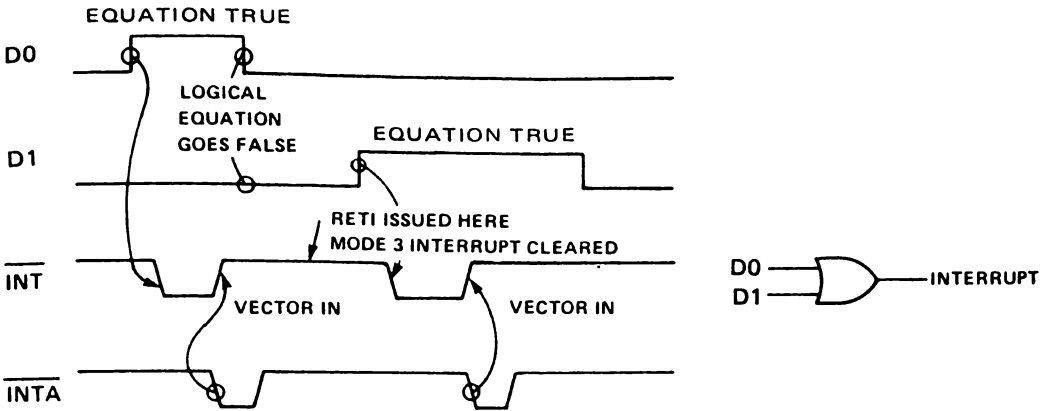 EQUATION TRUE
D0
LOGICAL
EQUATION
GOES FALSE
EQUATION TRUE
D1
RETI ISSUED HERE
MODE 3 INTERRUPT CLEARED
INT
VECTOR IN
VECTOR IN
D0
D1
INTERRUPT
INTA